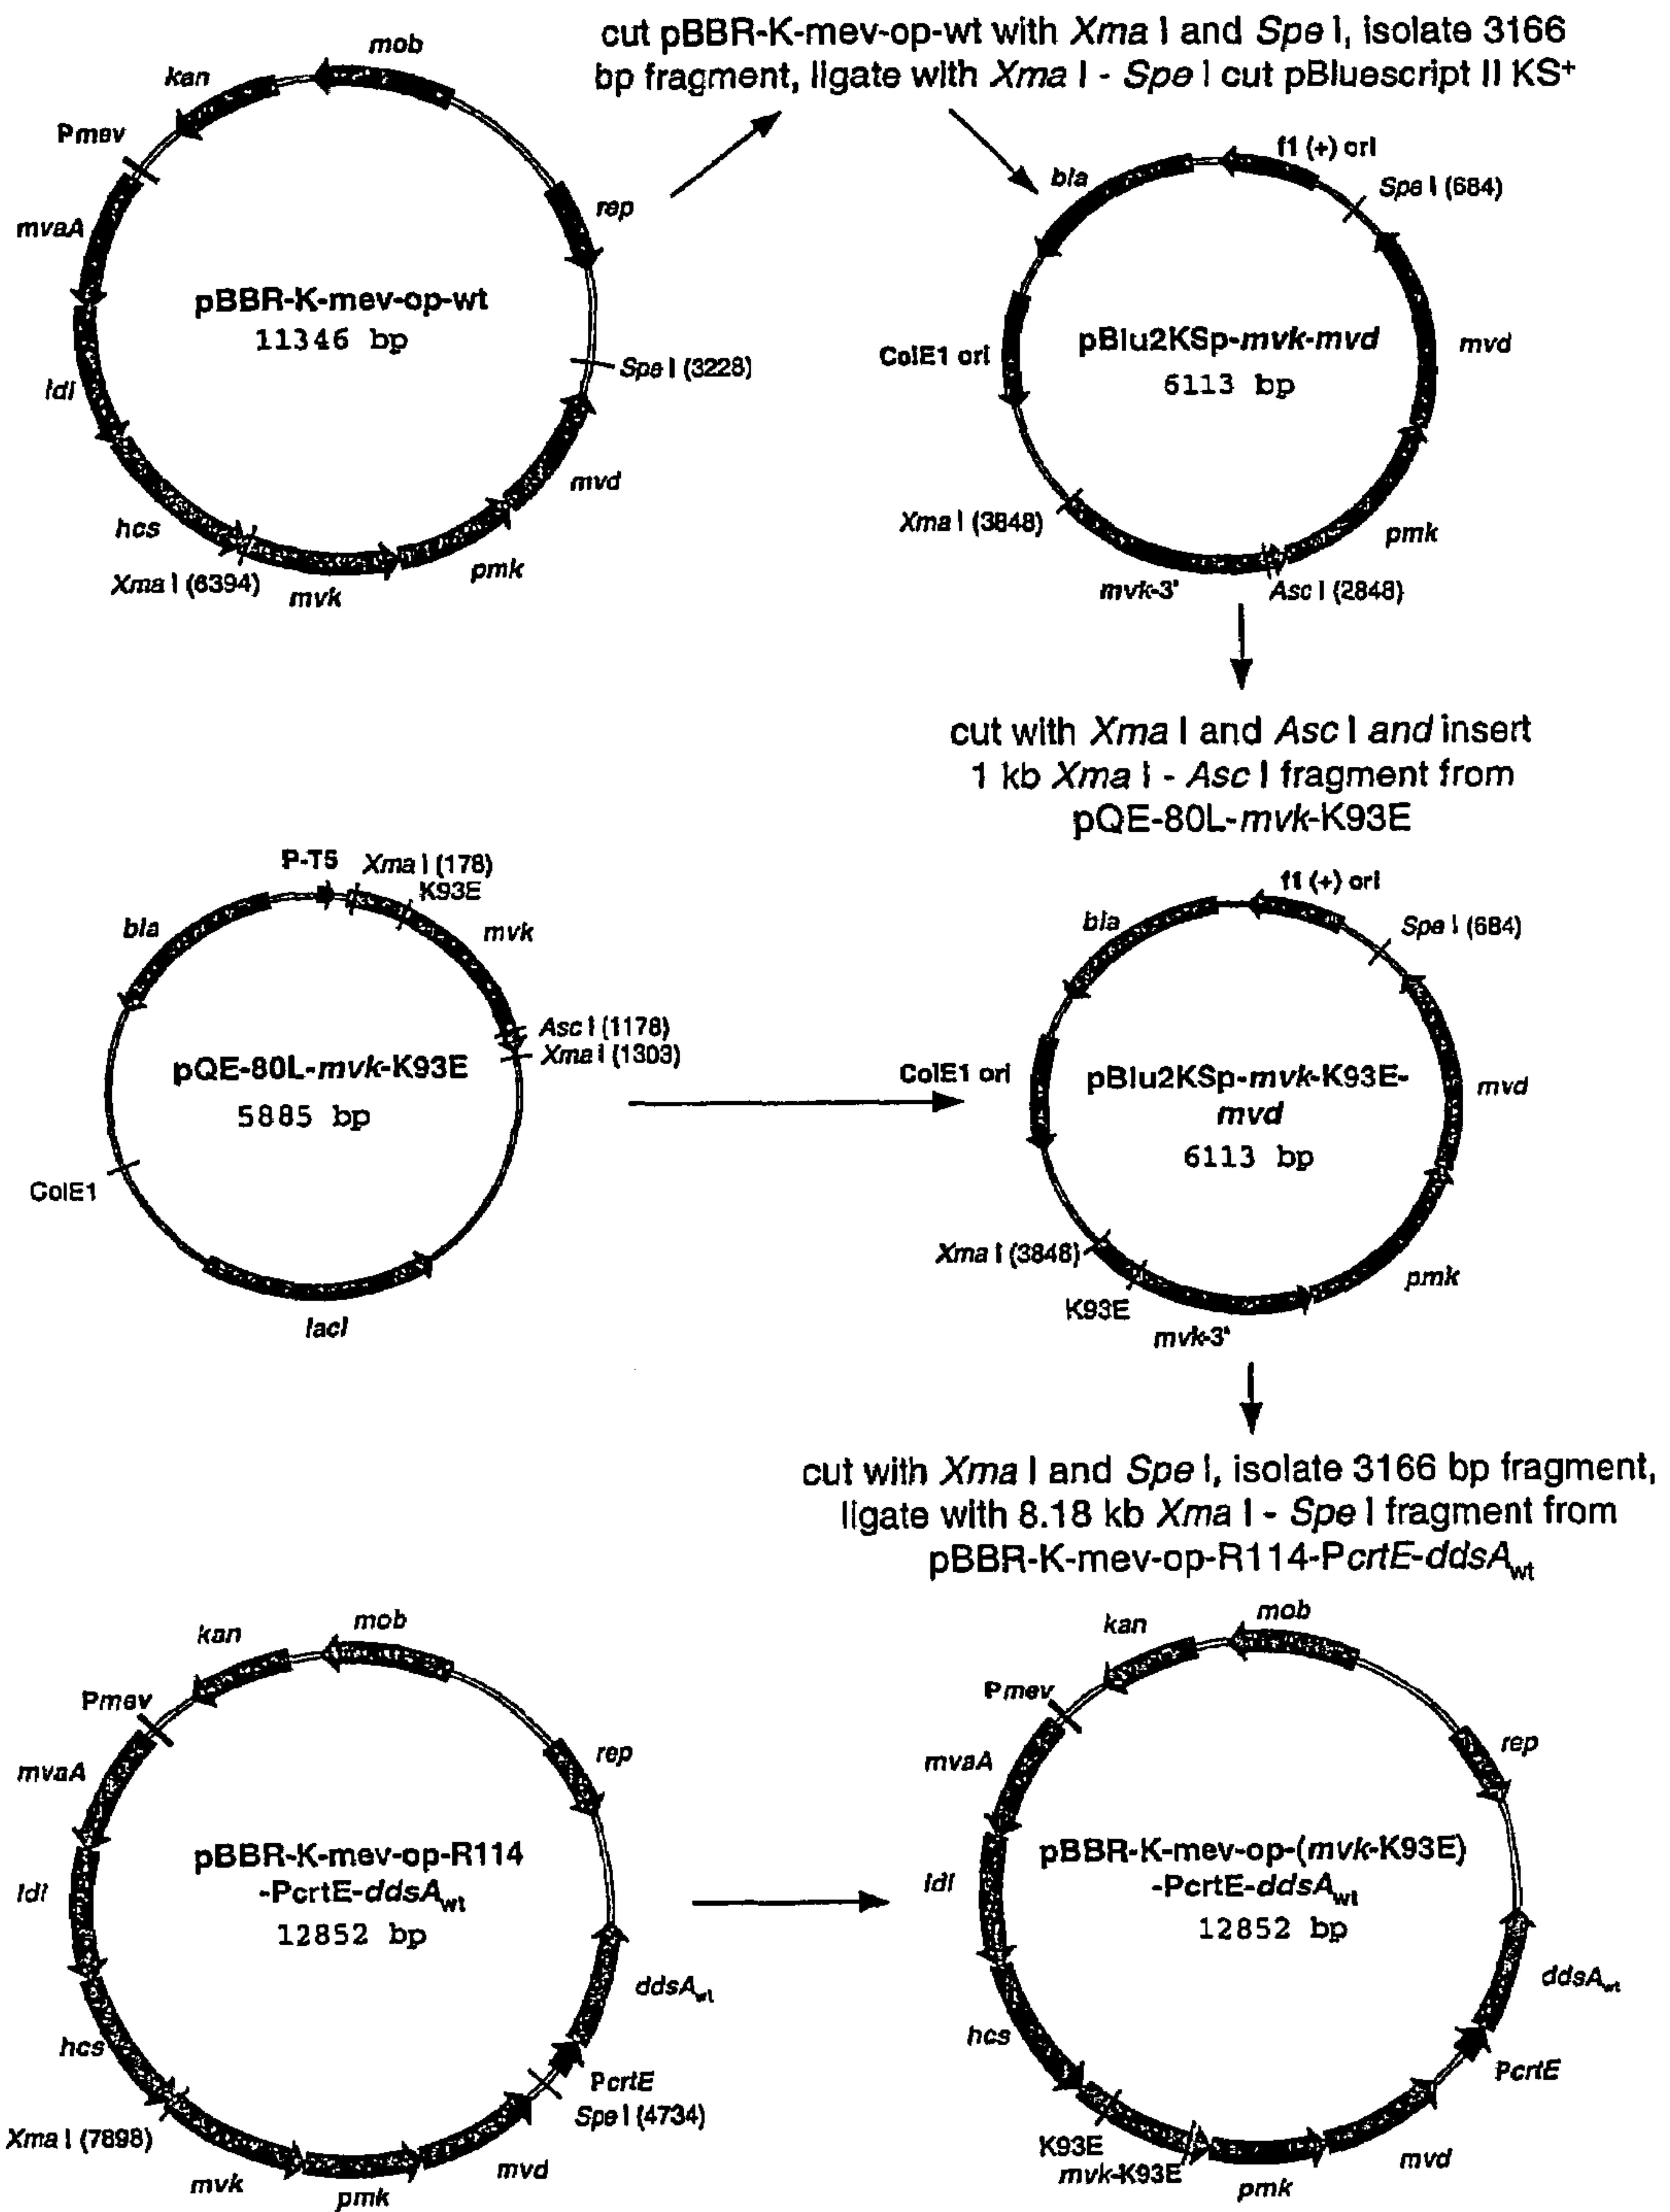 cut pBBR-K-mev-op-wt with Xma I and Spe I, isolate 3166
bp fragment, ligate with Xma I - Spe I cut pBluescript II KS+
mob
kan
Pmev
mvaA
idi
hcs
Xma I (6394)
mvk
pmk
mvd
Spe I (3228)
rep
pBBR-K-mev-op-wt
11346 bp
f1 (+) ori
bla
Spe I (684)
ColE1 ori
mvd
pBlu2KSp-mvk-mvd
6113 bp
Xma I (3848)
pmk
mvk-3'
Asc I (2848)
cut with Xma I and Asc I and insert
1 kb Xma I - Asc I fragment from
pQE-80L-mvk-K93E
P-T5
Xma I (178)
K93E
bla
mvk
Asc I (1178)
Xma I (1303)
pQE-80L-mvk-K93E
5885 bp
ColE1
lacI
f1 (+) ori
bla
Spe I (684)
ColE1 ori
pBlu2KSp-mvk-K93E-
mvd
6113 bp
mvd
Xma I (3848)
K93E
pmk
mvk-3'
cut with Xma I and Spe I, isolate 3166 bp fragment,
ligate with 8.18 kb Xma I - Spe I fragment from
pBBR-K-mev-op-R114-PcrtE-ddsAwt
mob
kan
Pmev
rep
mvaA
pBBR-K-mev-op-R114
-PcrtE-ddsAwt
12852 bp
idi
ddsAwt
hcs
PcrtE
Spe I (4734)
Xma I (7898)
mvk
pmk
mvd
mob
kan
Pmev
rep
mvaA
pBBR-K-mev-op-(mvk-K93E)
-PcrtE-ddsAwt
12852 bp
idi
ddsAwt
hcs
PcrtE
K93E
mvk-K93E
pmk
mvd